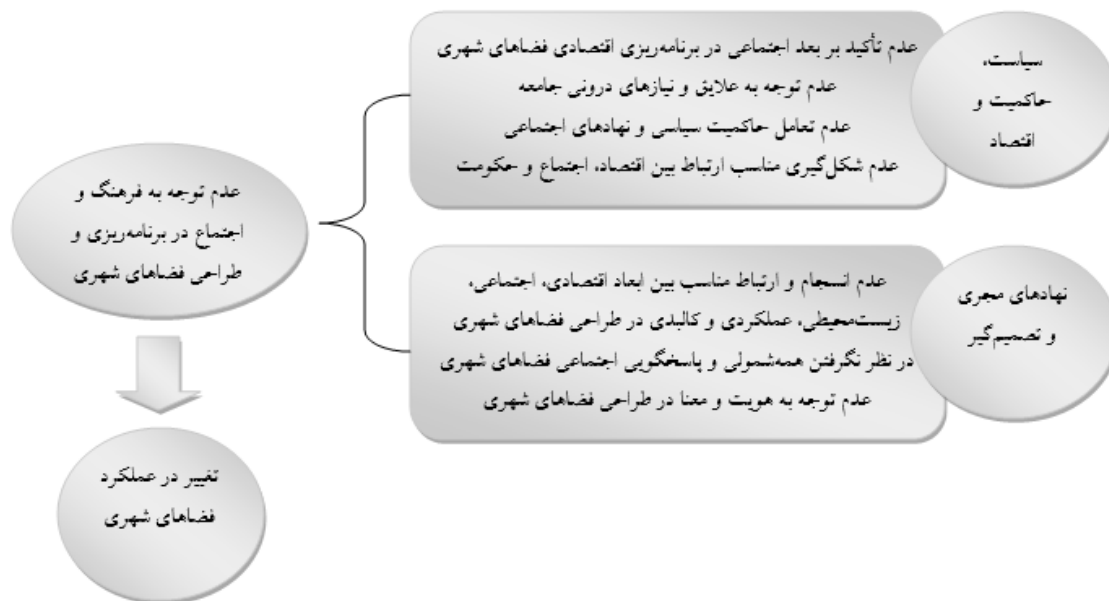 سیاست،
حاکمیت و
اقتصاد
عدم تأکید بر بعد اجتماعی در برنامه‌ریزی اقتصادی فضاهای شهری
عدم توجه به علایق و نیازهای درونی جامعه
عدم تعامل حاکمیت سیاسی و نهادهای اجتماعی
عدم شکل‌گیری مناسب ارتباط بین اقتصاد، اجتماع و حکومت
نهادهای مجری
و تصمیم‌گیر
عدم انسجام و ارتباط مناسب بین ابعاد اقتصادی، اجتماعی،
زیست‌محیطی، عملکردی و کالبدی در طراحی فضاهای شهری
در نظر نگرفتن همه‌شمولی و پاسخگویی اجتماعی فضاهای شهری
عدم توجه به هویت و معنا در طراحی فضاهای شهری
عدم توجه به فرهنگ و
اجتماع در برنامه‌ریزی و
طراحی فضاهای شهری
تغییر در عملکرد
فضاهای شهری